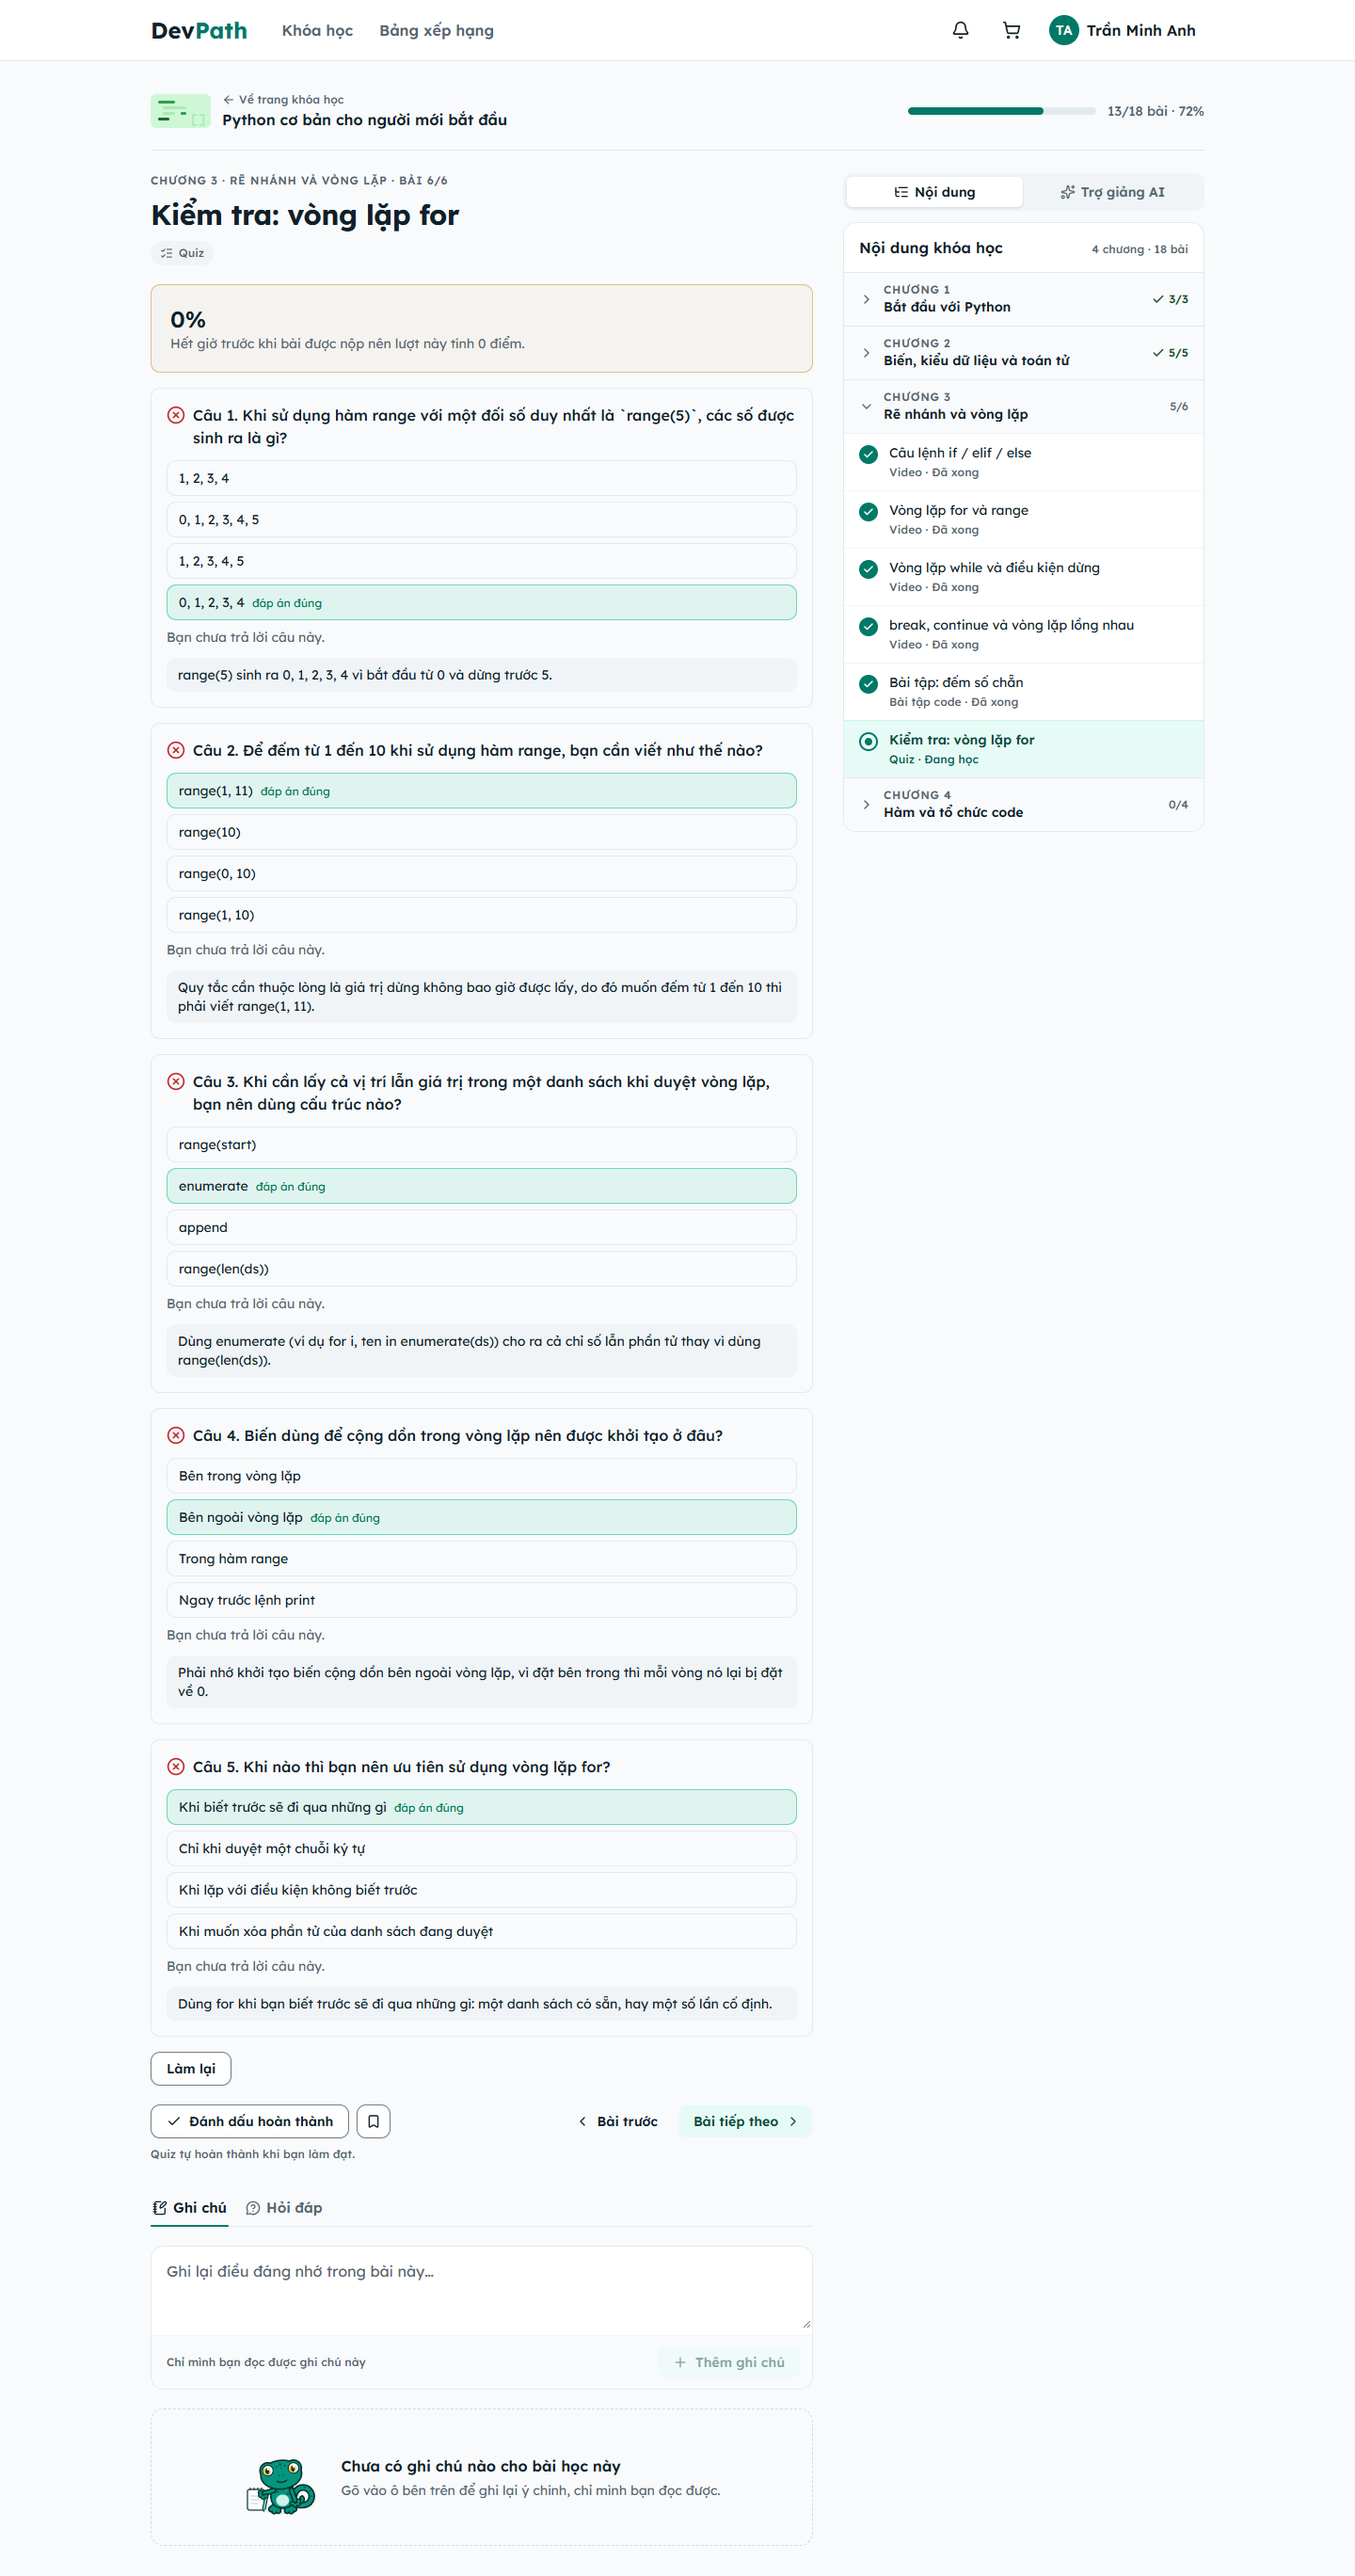 DevPath
Khóa học
Bảng xếp hạng
TA
Trần Minh Anh
Về trang khóa học
Python cơ bản cho người mới bắt đầu
13/18 bài · 72%
CHƯƠNG 3 · RẼ NHÁNH VÀ VÒNG LẶP · BÀI 6/6
Kiểm tra: vòng lặp for
Quiz
0%
Hết giờ trước khi bài được nộp nên lượt này tính 0 điểm.
Câu 1. Khi sử dụng hàm range với một đối số duy nhất là `range(5)`, các số được
sinh ra là gì?
1, 2, 3, 4
0, 1, 2, 3, 4, 5
1, 2, 3, 4, 5
0, 1, 2, 3, 4 đáp án đúng
Bạn chưa trả lời câu này.
range(5) sinh ra 0, 1, 2, 3, 4 vì bắt đầu từ 0 và dừng trước 5.
Câu 2. Để đếm từ 1 đến 10 khi sử dụng hàm range, bạn cần viết như thế nào?
range(1, 11) đáp án đúng
range(10)
range(0, 10)
range(1, 10)
Bạn chưa trả lời câu này.
Quy tắc cần thuộc lòng là giá trị dừng không bao giờ được lấy, do đó muốn đếm từ 1 đến 10 thì
phải viết range(1, 11).
Câu 3. Khi cần lấy cả vị trí lẫn giá trị trong một danh sách khi duyệt vòng lặp,
bạn nên dùng cấu trúc nào?
range(start)
enumerate đáp án đúng
append
range(len(ds))
Bạn chưa trả lời câu này.
Dùng enumerate (ví dụ for i, ten in enumerate(ds)) cho ra cả chỉ số lẫn phần tử thay vì dùng
range(len(ds)).
Câu 4. Biến dùng để cộng dồn trong vòng lặp nên được khởi tạo ở đâu?
Bên trong vòng lặp
Bên ngoài vòng lặp đáp án đúng
Trong hàm range
Ngay trước lệnh print
Bạn chưa trả lời câu này.
Phải nhớ khởi tạo biến cộng dồn bên ngoài vòng lặp, vì đặt bên trong thì mỗi vòng nó lại bị đặt
về 0.
Câu 5. Khi nào thì bạn nên ưu tiên sử dụng vòng lặp for?
Khi biết trước sẽ đi qua những gì đáp án đúng
Chỉ khi duyệt một chuỗi ký tự
Khi lặp với điều kiện không biết trước
Khi muốn xóa phần tử của danh sách đang duyệt
Bạn chưa trả lời câu này.
Dùng for khi bạn biết trước sẽ đi qua những gì: một danh sách có sẵn, hay một số lần cố định.
Làm lại
Đánh dấu hoàn thành
Bài trước
Bài tiếp theo
Quiz tự hoàn thành khi bạn làm đạt.
Ghi chú
Hỏi đáp
Ghi lại điều đáng nhớ trong bài này…
Chỉ mình bạn đọc được ghi chú này
Thêm ghi chú
Chưa có ghi chú nào cho bài học này
Gõ vào ô bên trên để ghi lại ý chính, chỉ mình bạn đọc được.
Nội dung
Trợ giảng AI
Nội dung khóa học
4 chương · 18 bài
CHƯƠNG 1
Bắt đầu với Python
3/3
CHƯƠNG 2
Biến, kiểu dữ liệu và toán tử
5/5
CHƯƠNG 3
Rẽ nhánh và vòng lặp
5/6
Câu lệnh if / elif / else
Video · Đã xong
Vòng lặp for và range
Video · Đã xong
Vòng lặp while và điều kiện dừng
Video · Đã xong
break, continue và vòng lặp lồng nhau
Video · Đã xong
Bài tập: đếm số chẵn
Bài tập code · Đã xong
Kiểm tra: vòng lặp for
Quiz · Đang học
CHƯƠNG 4
Hàm và tổ chức code
0/4